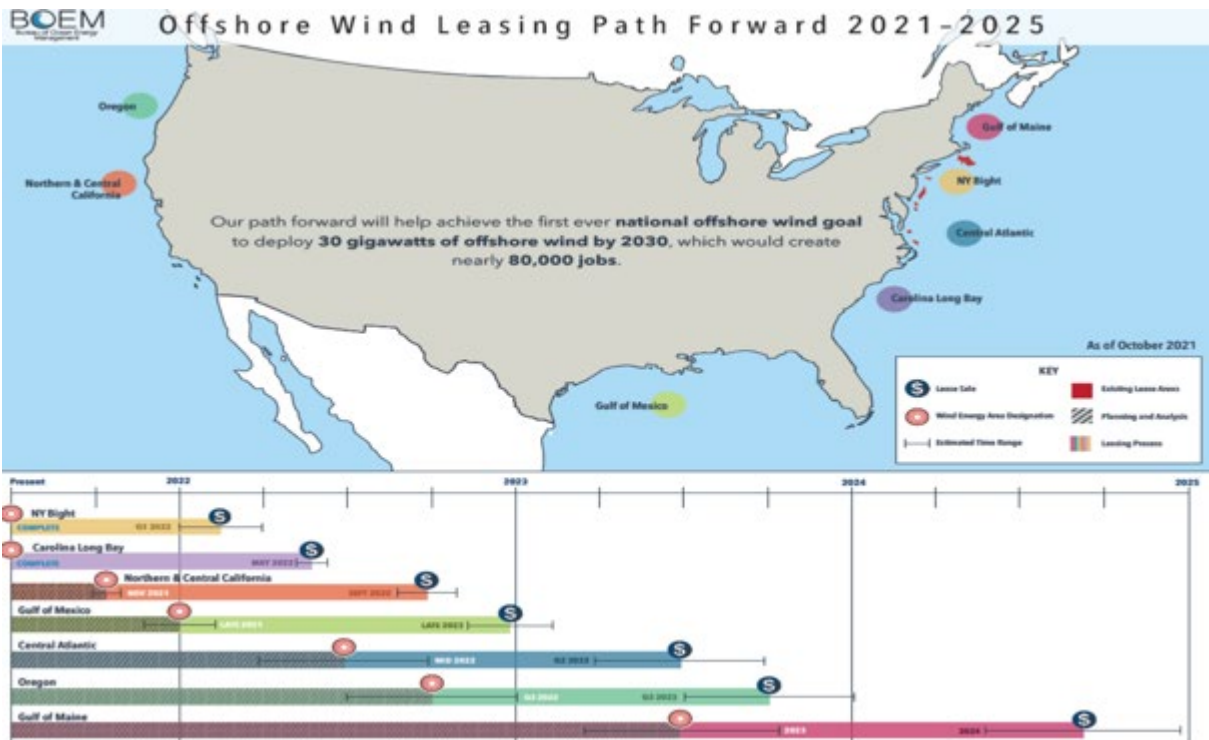 BOEM
Bureau of Ocean Energy
Management
Offshore Wind Leasing Path Forward 2021–2025
Oregon
Northern & Central
California
Gulf of Maine
NY Bight
Central Atlantic
Carolina Long Bay
Gulf of Mexico
Our path forward will help achieve the first ever national offshore wind goal
to deploy 30 gigawatts of offshore wind by 2030, which would create
nearly 80,000 jobs.
As of October 2021
KEY
Lease Sale
Existing Lease Areas
Wind Energy Area Designation
Planning and Analysis
Estimated Time Range
Leasing Process
Present 2022 2023 2024 2025
NY Bight
COMPLETE Q1 2022
Carolina Long Bay
COMPLETE MAY 2022
Northern & Central California
NOV 2021 SEPT 2022
Gulf of Mexico
LATE 2021
Central Atlantic
MID 2022 Q2 2023
Oregon
Q3 2023
Gulf of Maine
2023 2024